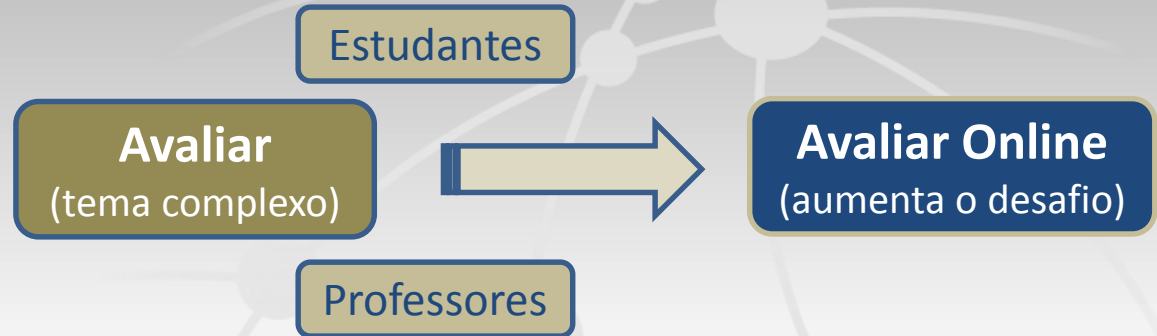 Estudantes
Avaliar
(tema complexo)
Avaliar Online
(aumenta o desafio)
Professores